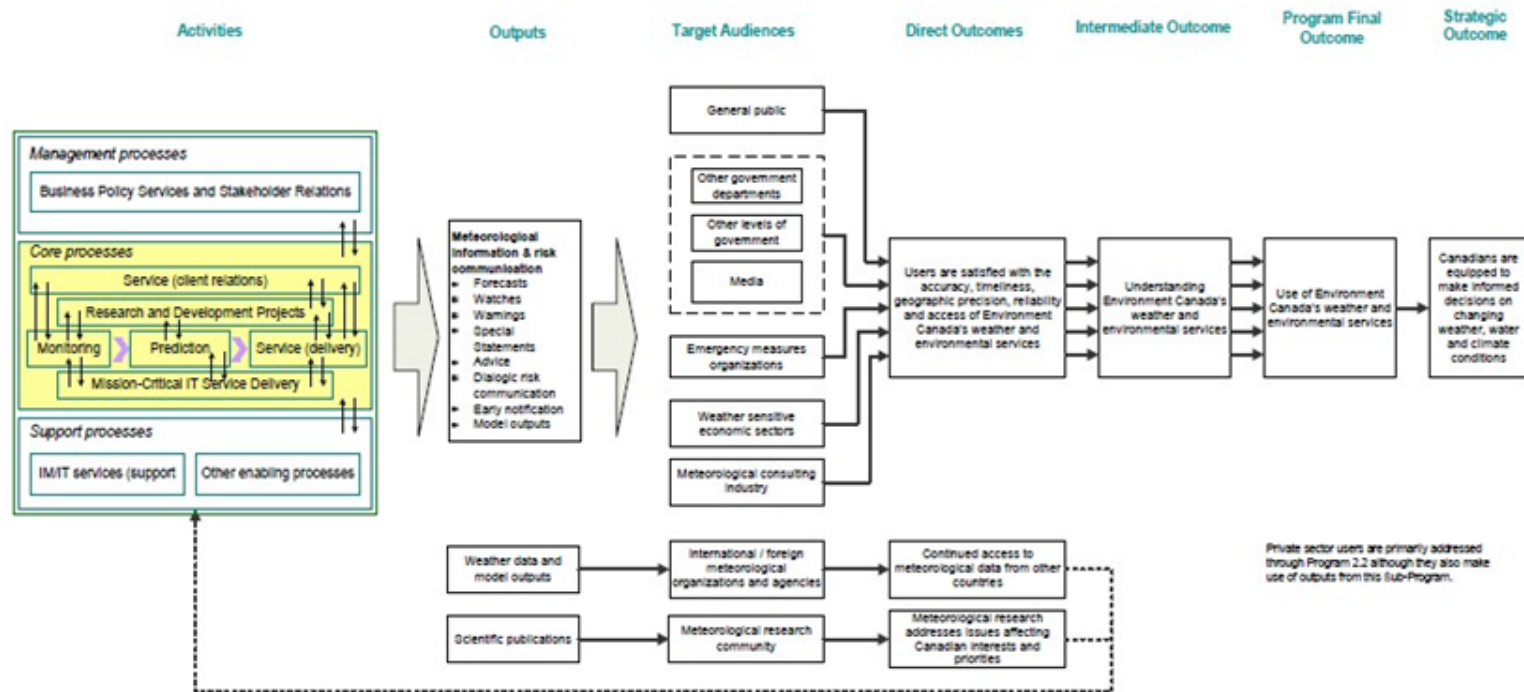 Activities
Outputs
Target Audiences
Direct Outcomes
Intermediate Outcome
Program Final
Outcome
Strategic
Outcome
Management processes
Business Policy Services and Stakeholder Relations
Core processes
Service (client relations)
Research and Development Projects
Monitoring
Prediction
Service (delivery)
Mission-Critical IT Service Delivery
Support processes
IM/IT services (support
Other enabling processes
Meteorological
information & risk
communication
Forecasts
Watches
Warnings
Special
Statements
Advice
Dialogic risk
communication
Early notification
Model outputs
General public
Other government
departments
Other levels of
government
Media
Emergency measures
organizations
Weather sensitive
economic sectors
Meteorological consulting
industry
Users are satisfied with the
accuracy, timeliness,
geographic precision, reliability
and access of Environment
Canada's weather and
environmental services
Understanding
Environment Canada's
weather and
environmental services
Use of Environment
Canada's weather and
environmental services
Canadians are
equipped to
make informed
decisions on
changing
weather, water
and climate
conditions
Weather data and
model outputs
International / foreign
meteorological
organizations and agencies
Continued access to
meteorological data from other
countries
Scientific publications
Meteorological research
community
Meteorological research
addresses issues affecting
Canadian interests and
priorities
Private sector users are primarily addressed
through Program 2.2 although they also make
use of outputs from this Sub-Program.